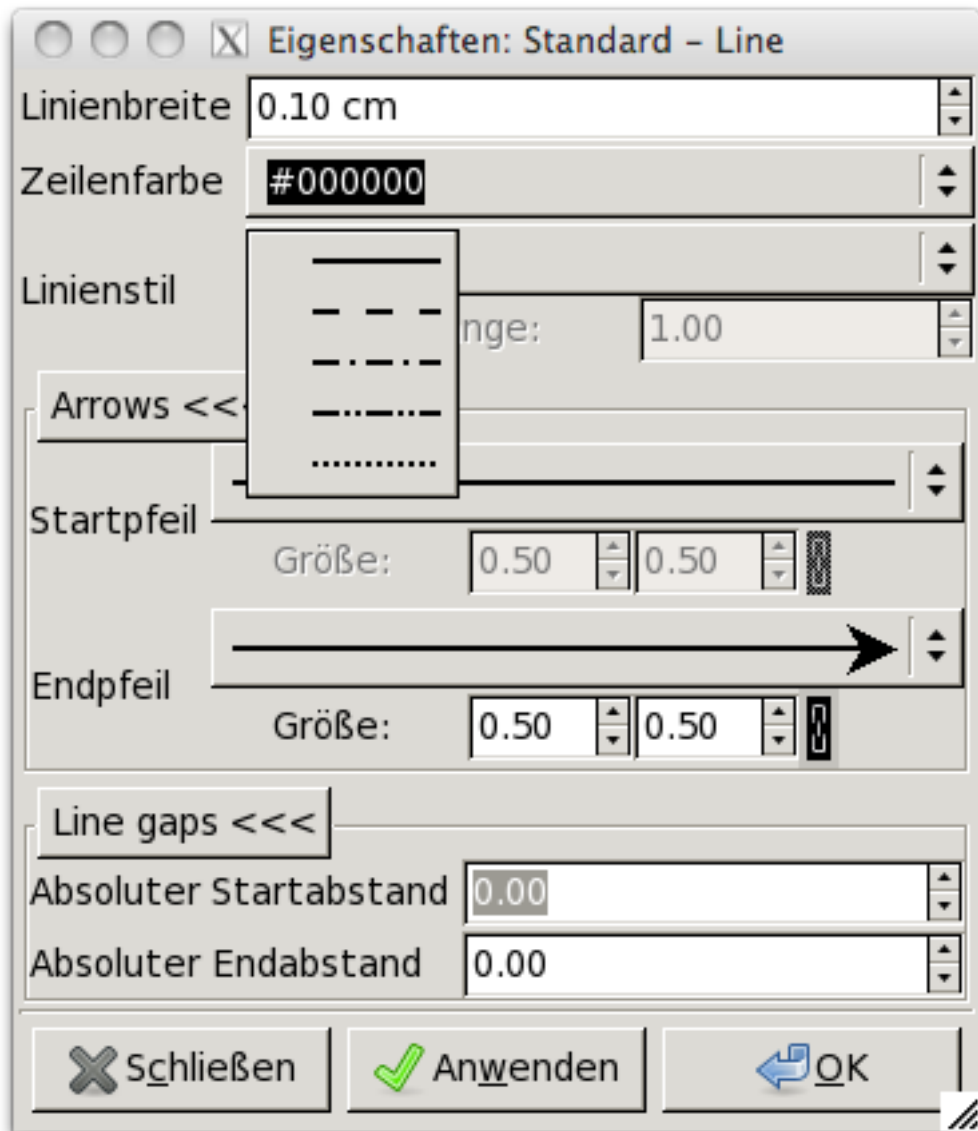 Eigenschaften: Standard – Line
Linienbreite 0.10 cm
Zeilenfarbe #000000
Linienstil
nge: 1.00
Arrows <<
Startpfeil
Größe: 0.50 0.50
Endpfeil
Größe: 0.50 0.50
Line gaps <<<
Absoluter Startabstand 0.00
Absoluter Endabstand 0.00
Schließen Anwenden OK